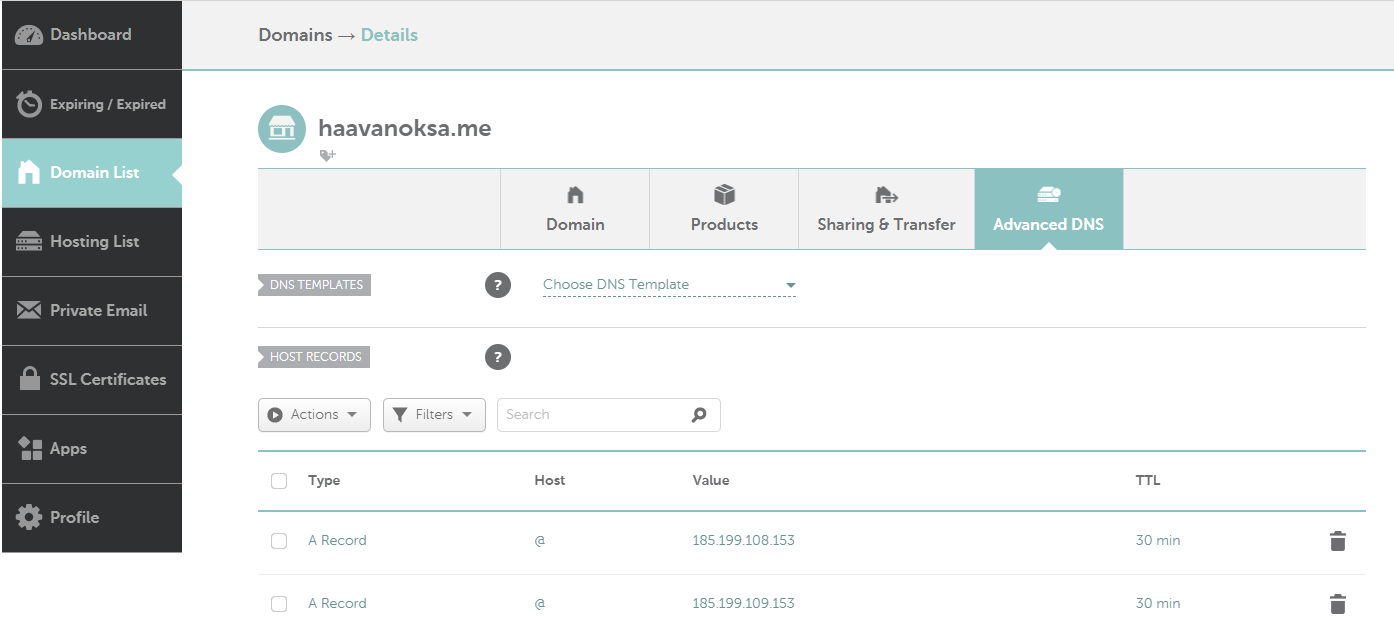 Dashboard
Expiring / Expired
Domain List
Hosting List
Private Email
SSL Certificates
Apps
Profile
Domains → Details
haavanoksa.me
Domain
Products
Sharing & Transfer
Advanced DNS
DNS TEMPLATES
?
Choose DNS Template
HOST RECORDS
?
Actions
Filters
Search
Type Host Value TTL
A Record @ 185.199.108.153 30 min
A Record @ 185.199.109.153 30 min